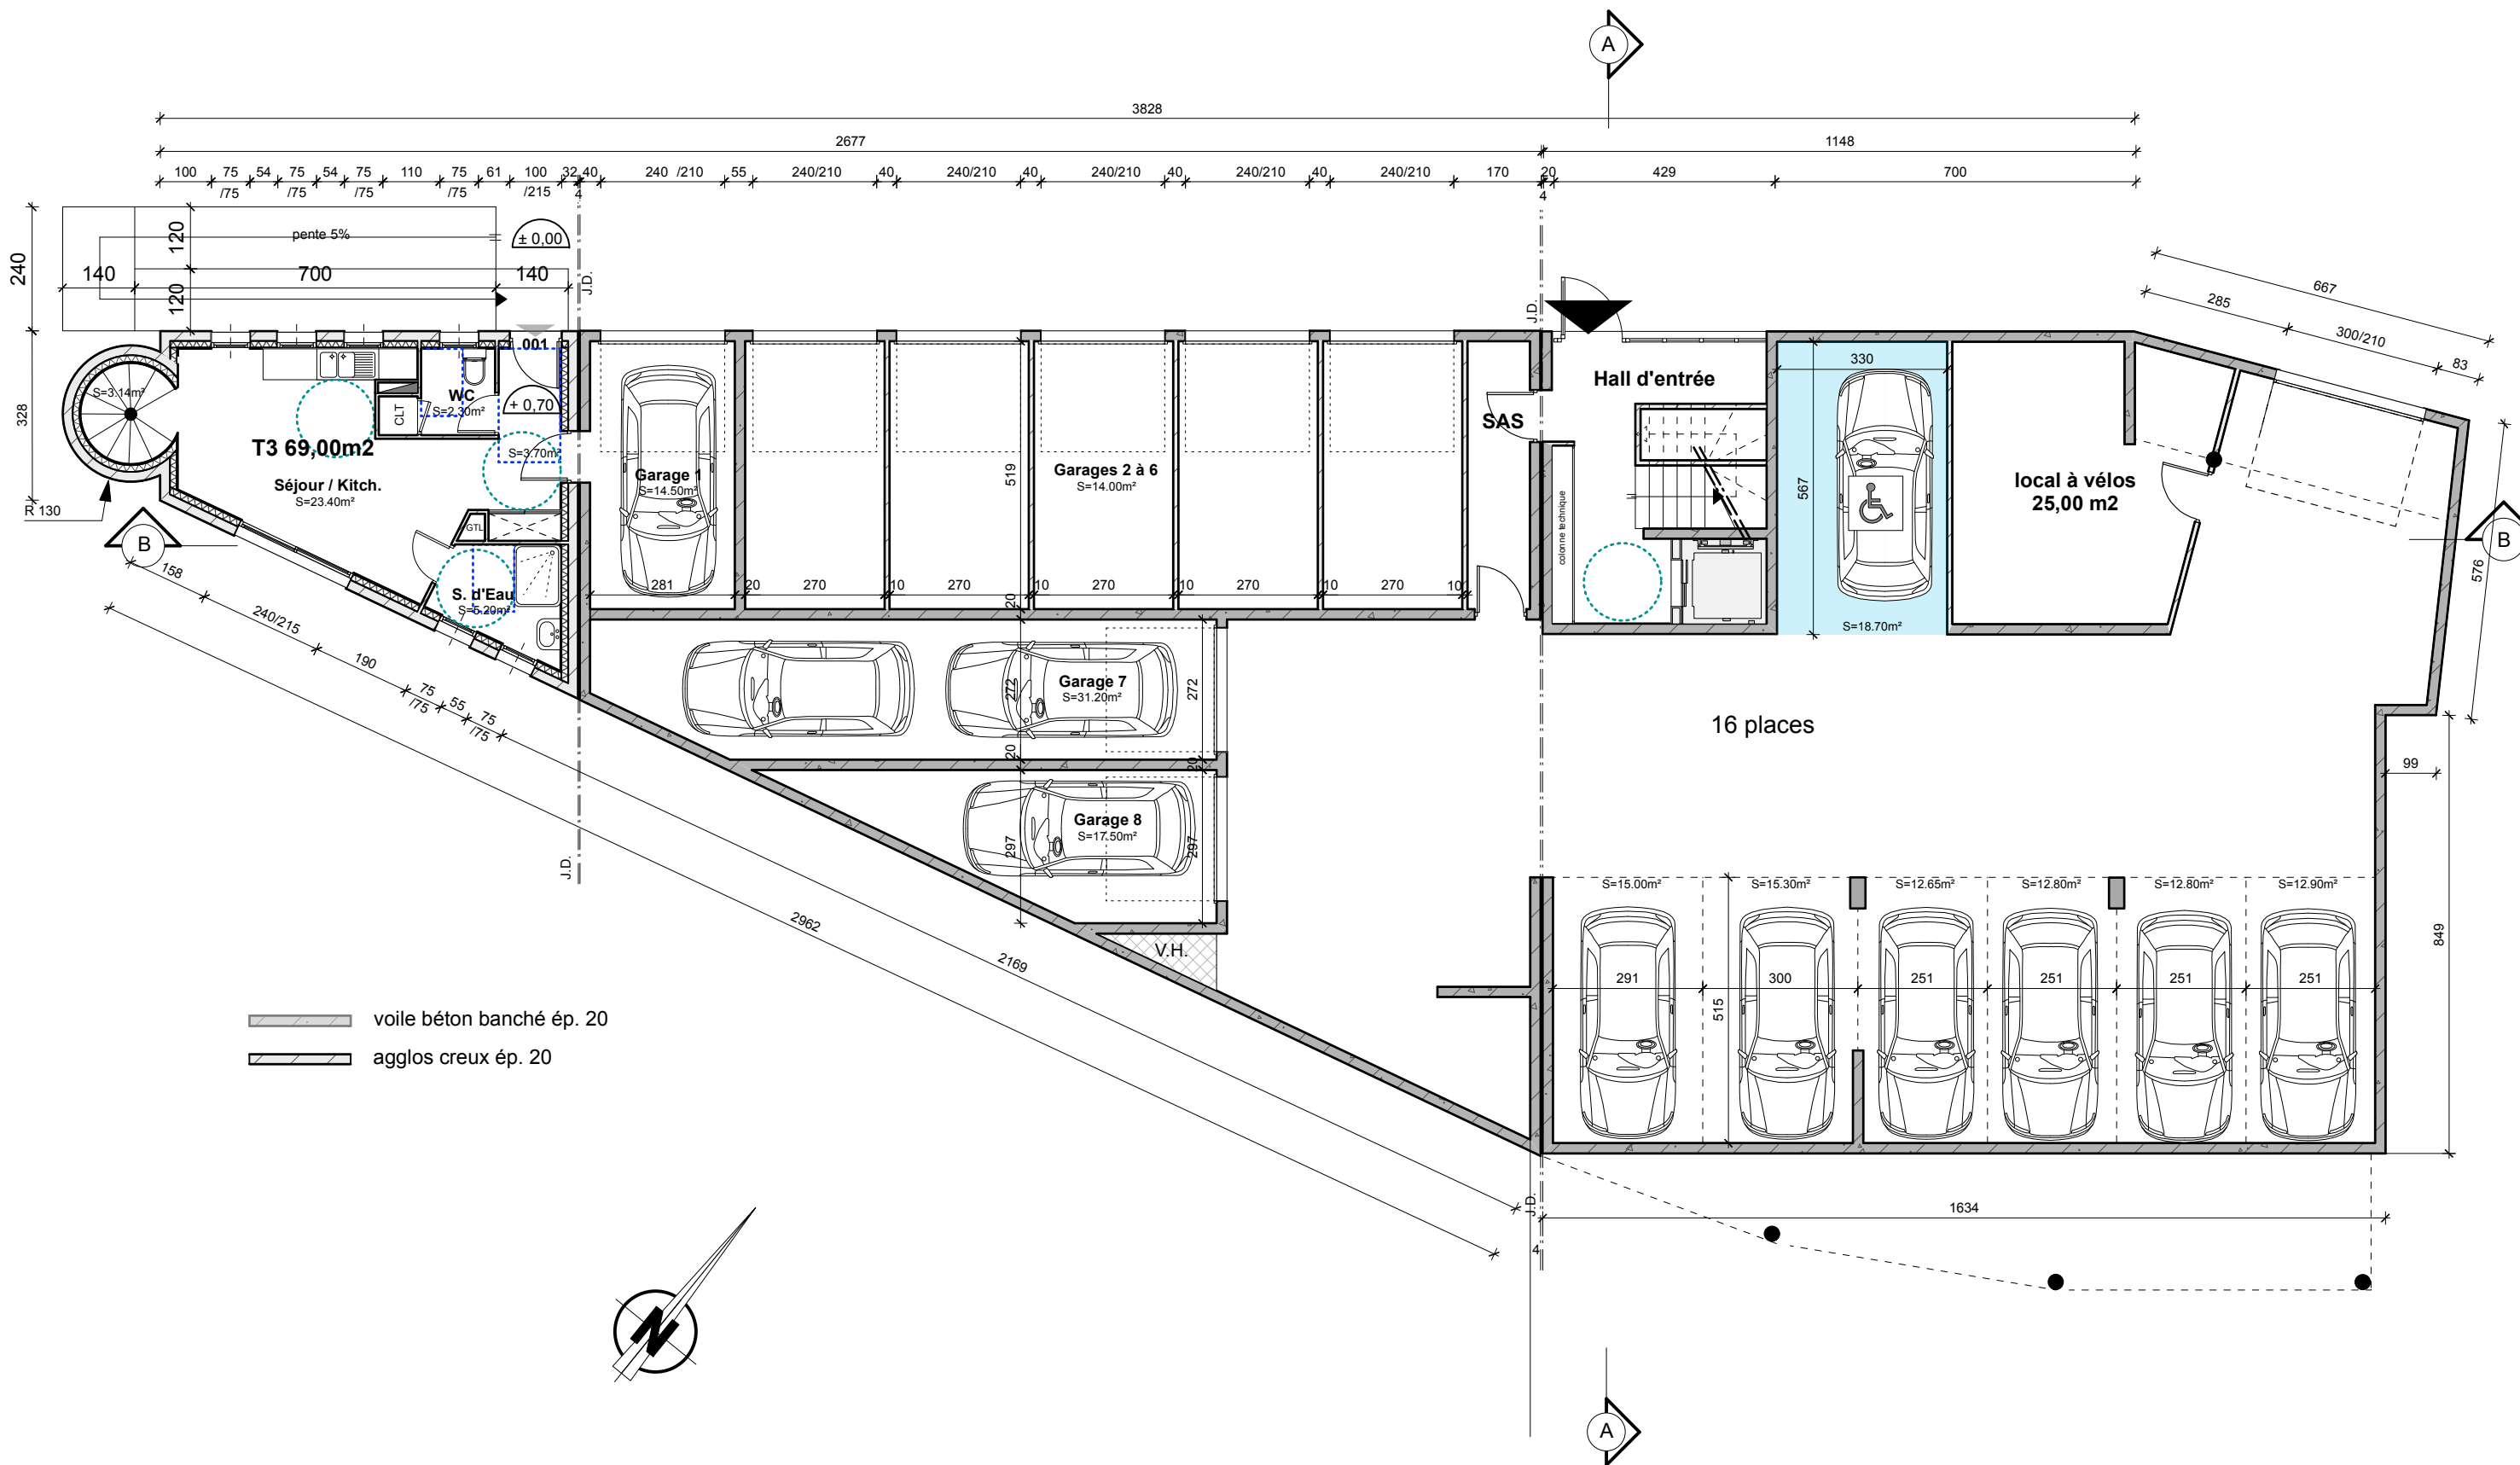 A
3828
2677
1148
100
75
/75
54
75
/75
54
75
/75
110
75
/75
61
100
/215
32
4
40
240 /210
55
240/210
40
240/210
40
240/210
40
240/210
40
240/210
170
20
4
429
700
240
120
pente 5%
± 0,00
140
700
140
120
J.D.
J.D.
667
285
300/210
83
328
001
S=3.14m²
WC
S=2.30m²
CLT
+ 0,70
T3 69,00m2
S=3.70m²
Séjour / Kitch.
S=23.40m²
GTL
R 130
B
S. d'Eau
S=5.20m²
Garage 1
S=14.50m²
519
Garages 2 à 6
S=14.00m²
SAS
Hall d'entrée
colonne technique
330
567
S=18.70m²
local à vélos
25,00 m2
B
576
281
20
270
10
270
10
270
10
270
10
270
10
20
158
240/215
190
75
/75
55
75
/75
272
Garage 7
S=31.20m²
272
20
20
16 places
99
Garage 8
S=17.50m²
297
297
J.D.
V.H.
2962
2169
S=15.00m²
S=15.30m²
S=12.65m²
S=12.80m²
S=12.80m²
S=12.90m²
849
291
300
251
251
251
251
515
voile béton banché ép. 20
agglos creux ép. 20
J.D.
1634
4
N
A